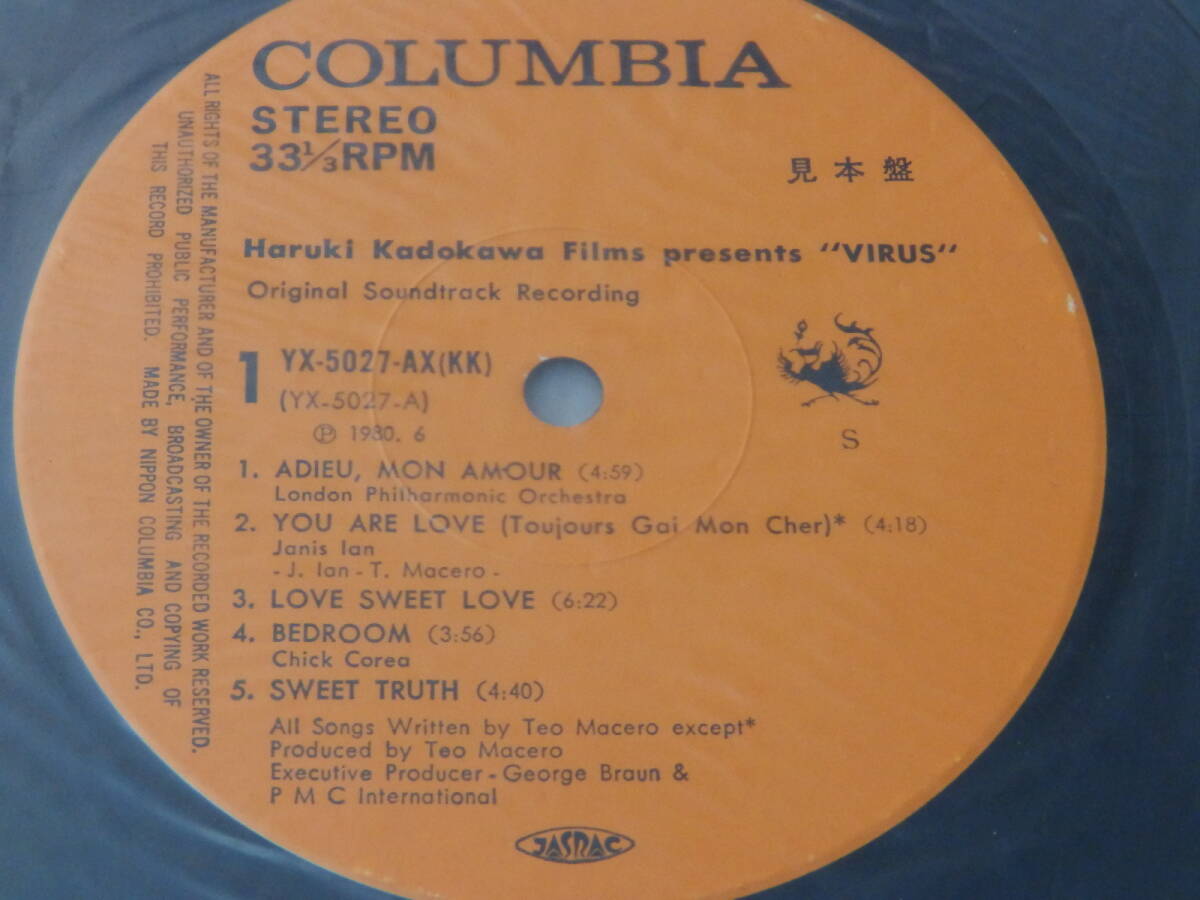 COLUMBIA
STEREO
33⅓RPM
見本盤
Haruki Kadokawa Films presents “VIRUS”
Original Soundtrack Recording
1 YX-5027-AX(KK)
(YX-5027-A)
Ⓟ 1980. 6
S
1. ADIEU, MON AMOUR (4:59)
London Philharmonic Orchestra
2. YOU ARE LOVE (Toujours Gai Mon Cher)* (4:18)
Janis Ian
- J. Ian - T. Macero -
3. LOVE SWEET LOVE (6:22)
4. BEDROOM (3:56)
Chick Corea
5. SWEET TRUTH (4:40)
All Songs Written by Teo Macero except*
Produced by Teo Macero
Executive Producer - George Braun &
P M C International
JASRAC
ALL RIGHTS OF THE MANUFACTURER AND OF THE OWNER OF THE RECORDED WORK RESERVED.
UNAUTHORIZED PUBLIC PERFORMANCE, BROADCASTING AND COPYING OF
THIS RECORD PROHIBITED. MADE BY NIPPON COLUMBIA CO., LTD.